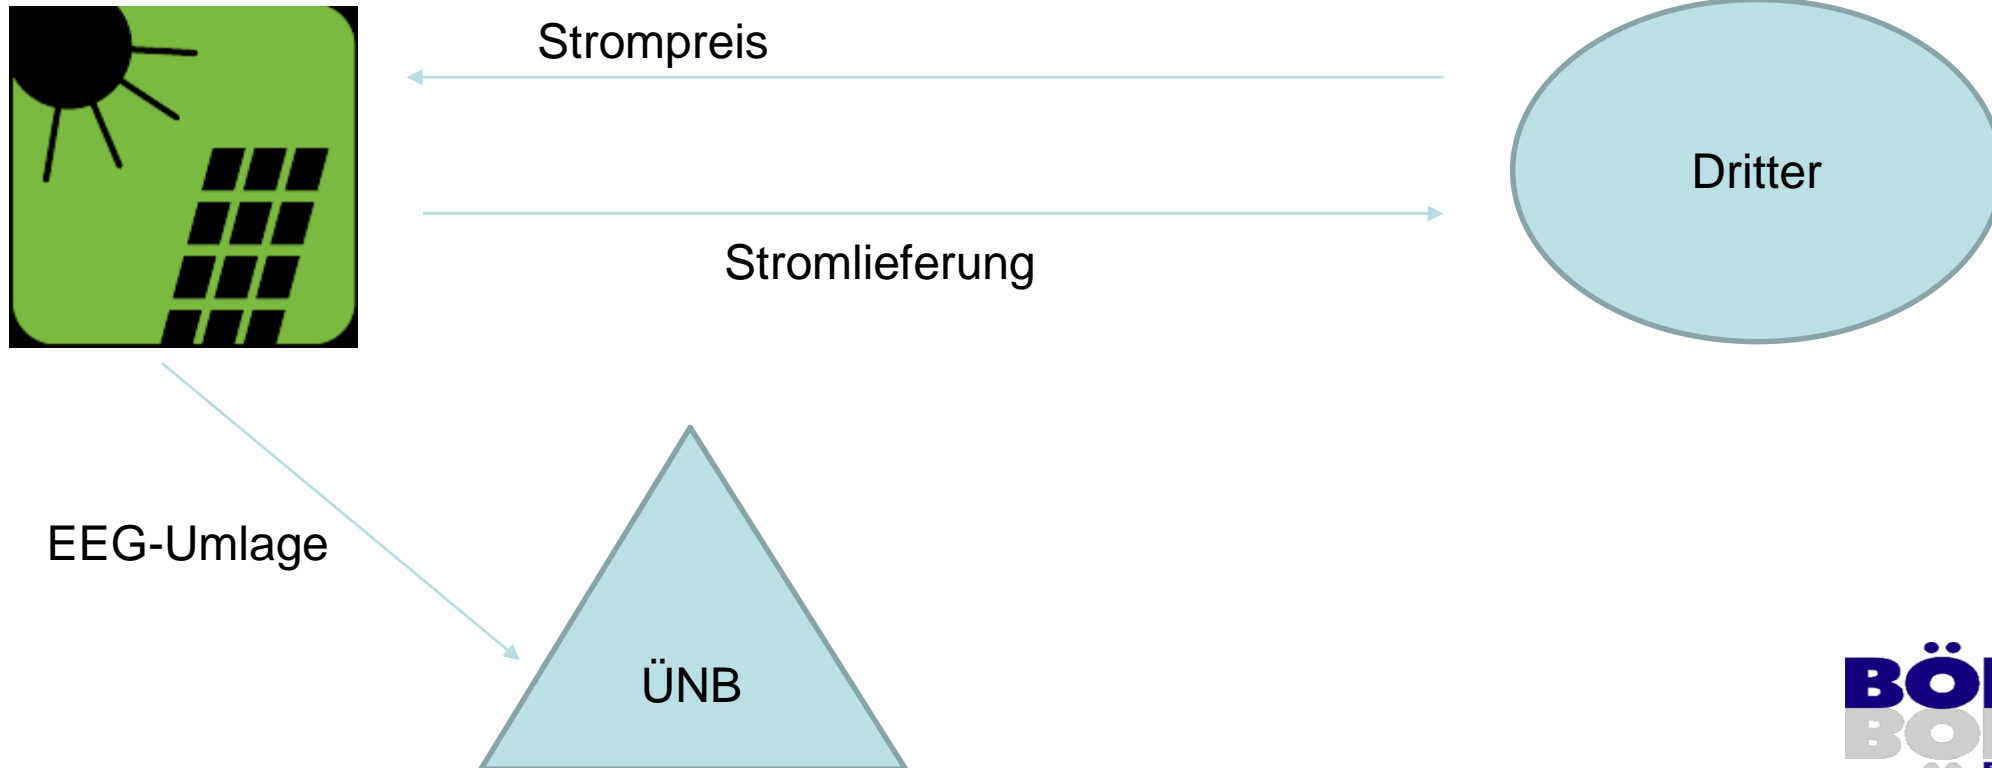 Strompreis
Dritter
Stromlieferung
EEG-Umlage
ÜNB